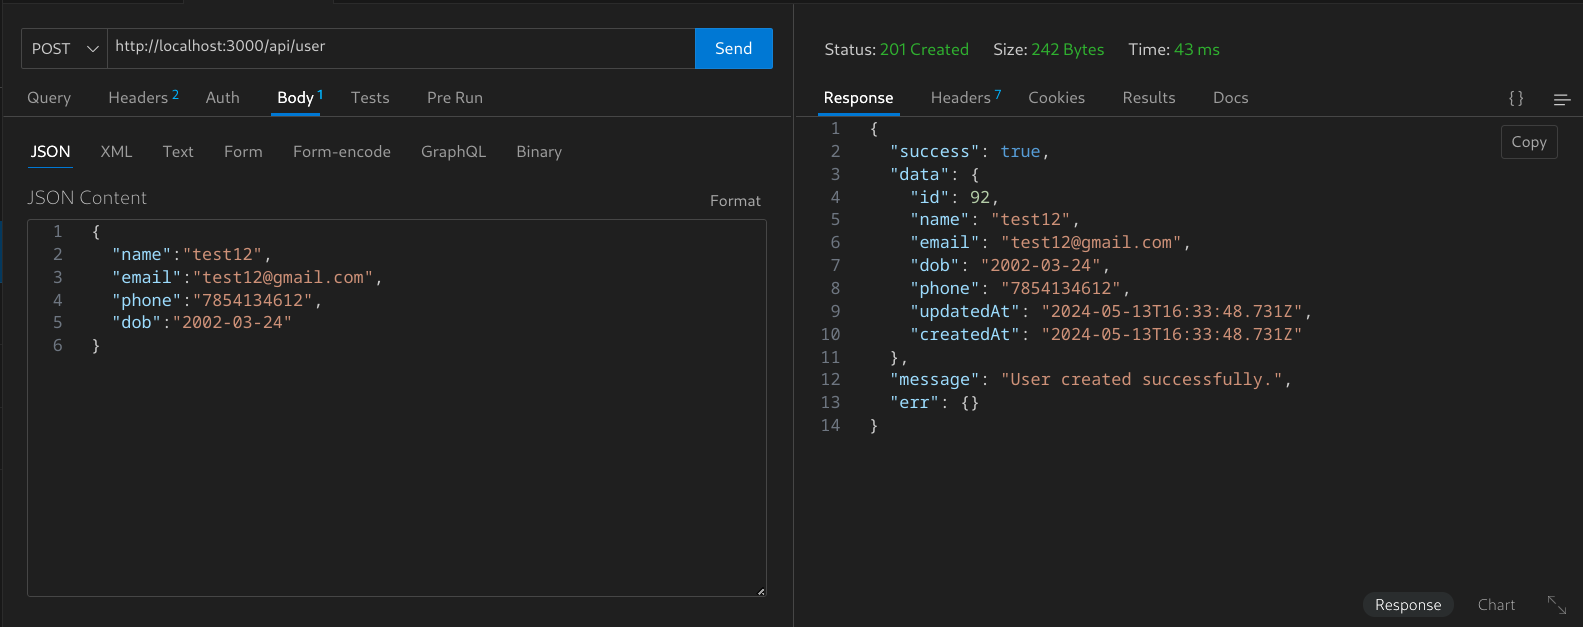 POST http://localhost:3000/api/user Send
Query Headers 2 Auth Body 1 Tests Pre Run
JSON XML Text Form Form-encode GraphQL Binary
JSON Content Format
1 {
2 "name":"test12",
3 "email":"test12@gmail.com",
4 "phone":"7854134612",
5 "dob":"2002-03-24"
6 }
Status: 201 Created Size: 242 Bytes Time: 43 ms
Response Headers 7 Cookies Results Docs { }
Copy
1 {
2 "success": true,
3 "data": {
4 "id": 92,
5 "name": "test12",
6 "email": "test12@gmail.com",
7 "dob": "2002-03-24",
8 "phone": "7854134612",
9 "updatedAt": "2024-05-13T16:33:48.731Z",
10 "createdAt": "2024-05-13T16:33:48.731Z"
11 },
12 "message": "User created successfully.",
13 "err": {}
14 }
Response Chart